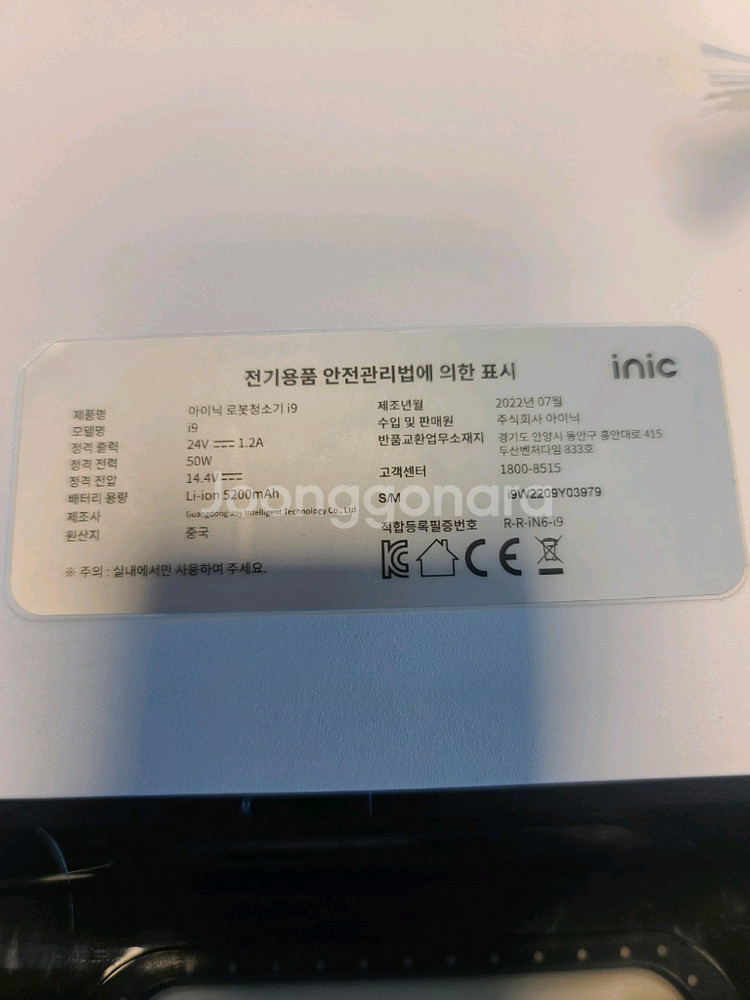 전기용품 안전관리법에 의한 표시
inic
제품명 아이닉 로봇청소기 i9
모델명 i9
정격 출력 24V 1.2A
정격 전력 50W
정격 전압 14.4V
배터리 용량 Li-ion 5200mAh
제조사 Intelligent Technology Co., Ltd
원산지 중국
※ 주의 : 실내에서만 사용하여 주세요.
제조년월 2022년 07월
수입 및 판매원 주식회사 아이닉
반품교환업무소재지 경기도 안양시 동안구 흥안대로 415
두산벤처다임 833호
고객센터 1800-8515
S/M i9W2209Y03979
적합등록필증번호 R-R-iN6-i9
joonggonara